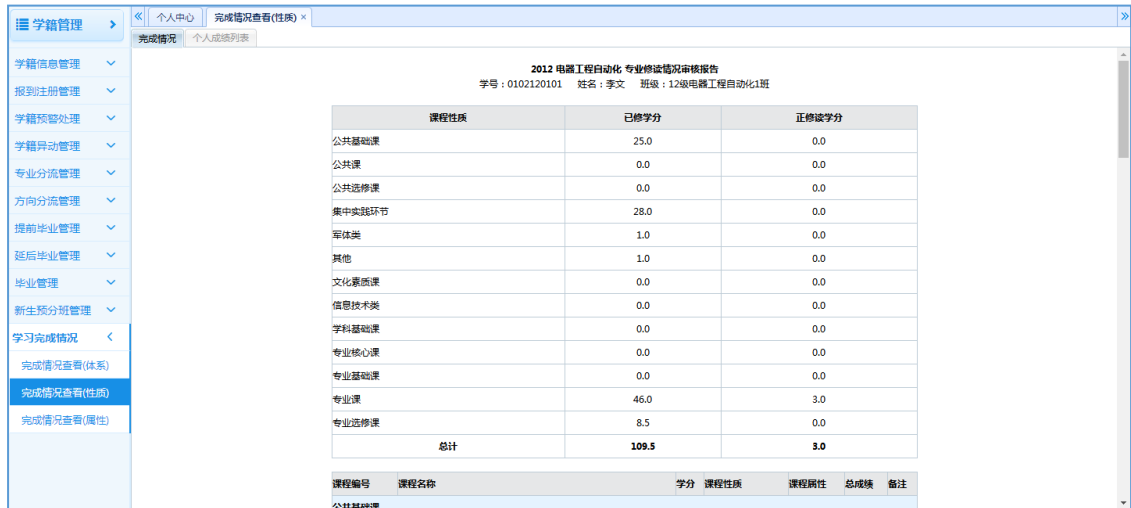 学籍管理
个人中心 完成情况查看(性质) ×
完成情况 个人成绩列表
学籍信息管理
报到注册管理
学籍预警处理
学籍异动管理
专业分流管理
方向分流管理
提前毕业管理
延后毕业管理
毕业管理
新生预分班管理
学习完成情况
完成情况查看(体系)
完成情况查看(性质)
完成情况查看(属性)
2012 电器工程自动化 专业修读情况审核报告
学号：0102120101 姓名：李文 班级：12级电器工程自动化1班
课程性质 已修学分 正修读学分
公共基础课 25.0 0.0
公共课 0.0 0.0
公共选修课 0.0 0.0
集中实践环节 28.0 0.0
军体类 1.0 0.0
其他 1.0 0.0
文化素质课 0.0 0.0
信息技术类 0.0 0.0
学科基础课 0.0 0.0
专业核心课 0.0 0.0
专业基础课 0.0 0.0
专业课 46.0 3.0
专业选修课 8.5 0.0
总计 109.5 3.0
课程编号 课程名称 学分 课程性质 课程属性 总成绩 备注
公共基础课